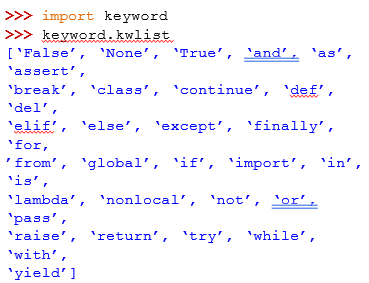 >>> import keyword
>>> keyword.kwlist
[‘False’, ‘None’, ‘True’, ‘and’, ‘as’,
‘assert’,
‘break’, ‘class’, ‘continue’, ‘def’,
‘del’,
‘elif’, ‘else’, ‘except’, ‘finally’,
‘for,
’from’, ‘global’, ‘if’, ‘import’, ‘in’,
‘is’,
‘lambda’, ‘nonlocal’, ‘not’, ‘or’,
‘pass’,
‘raise’, ‘return’, ‘try’, ‘while’,
‘with’,
‘yield’]